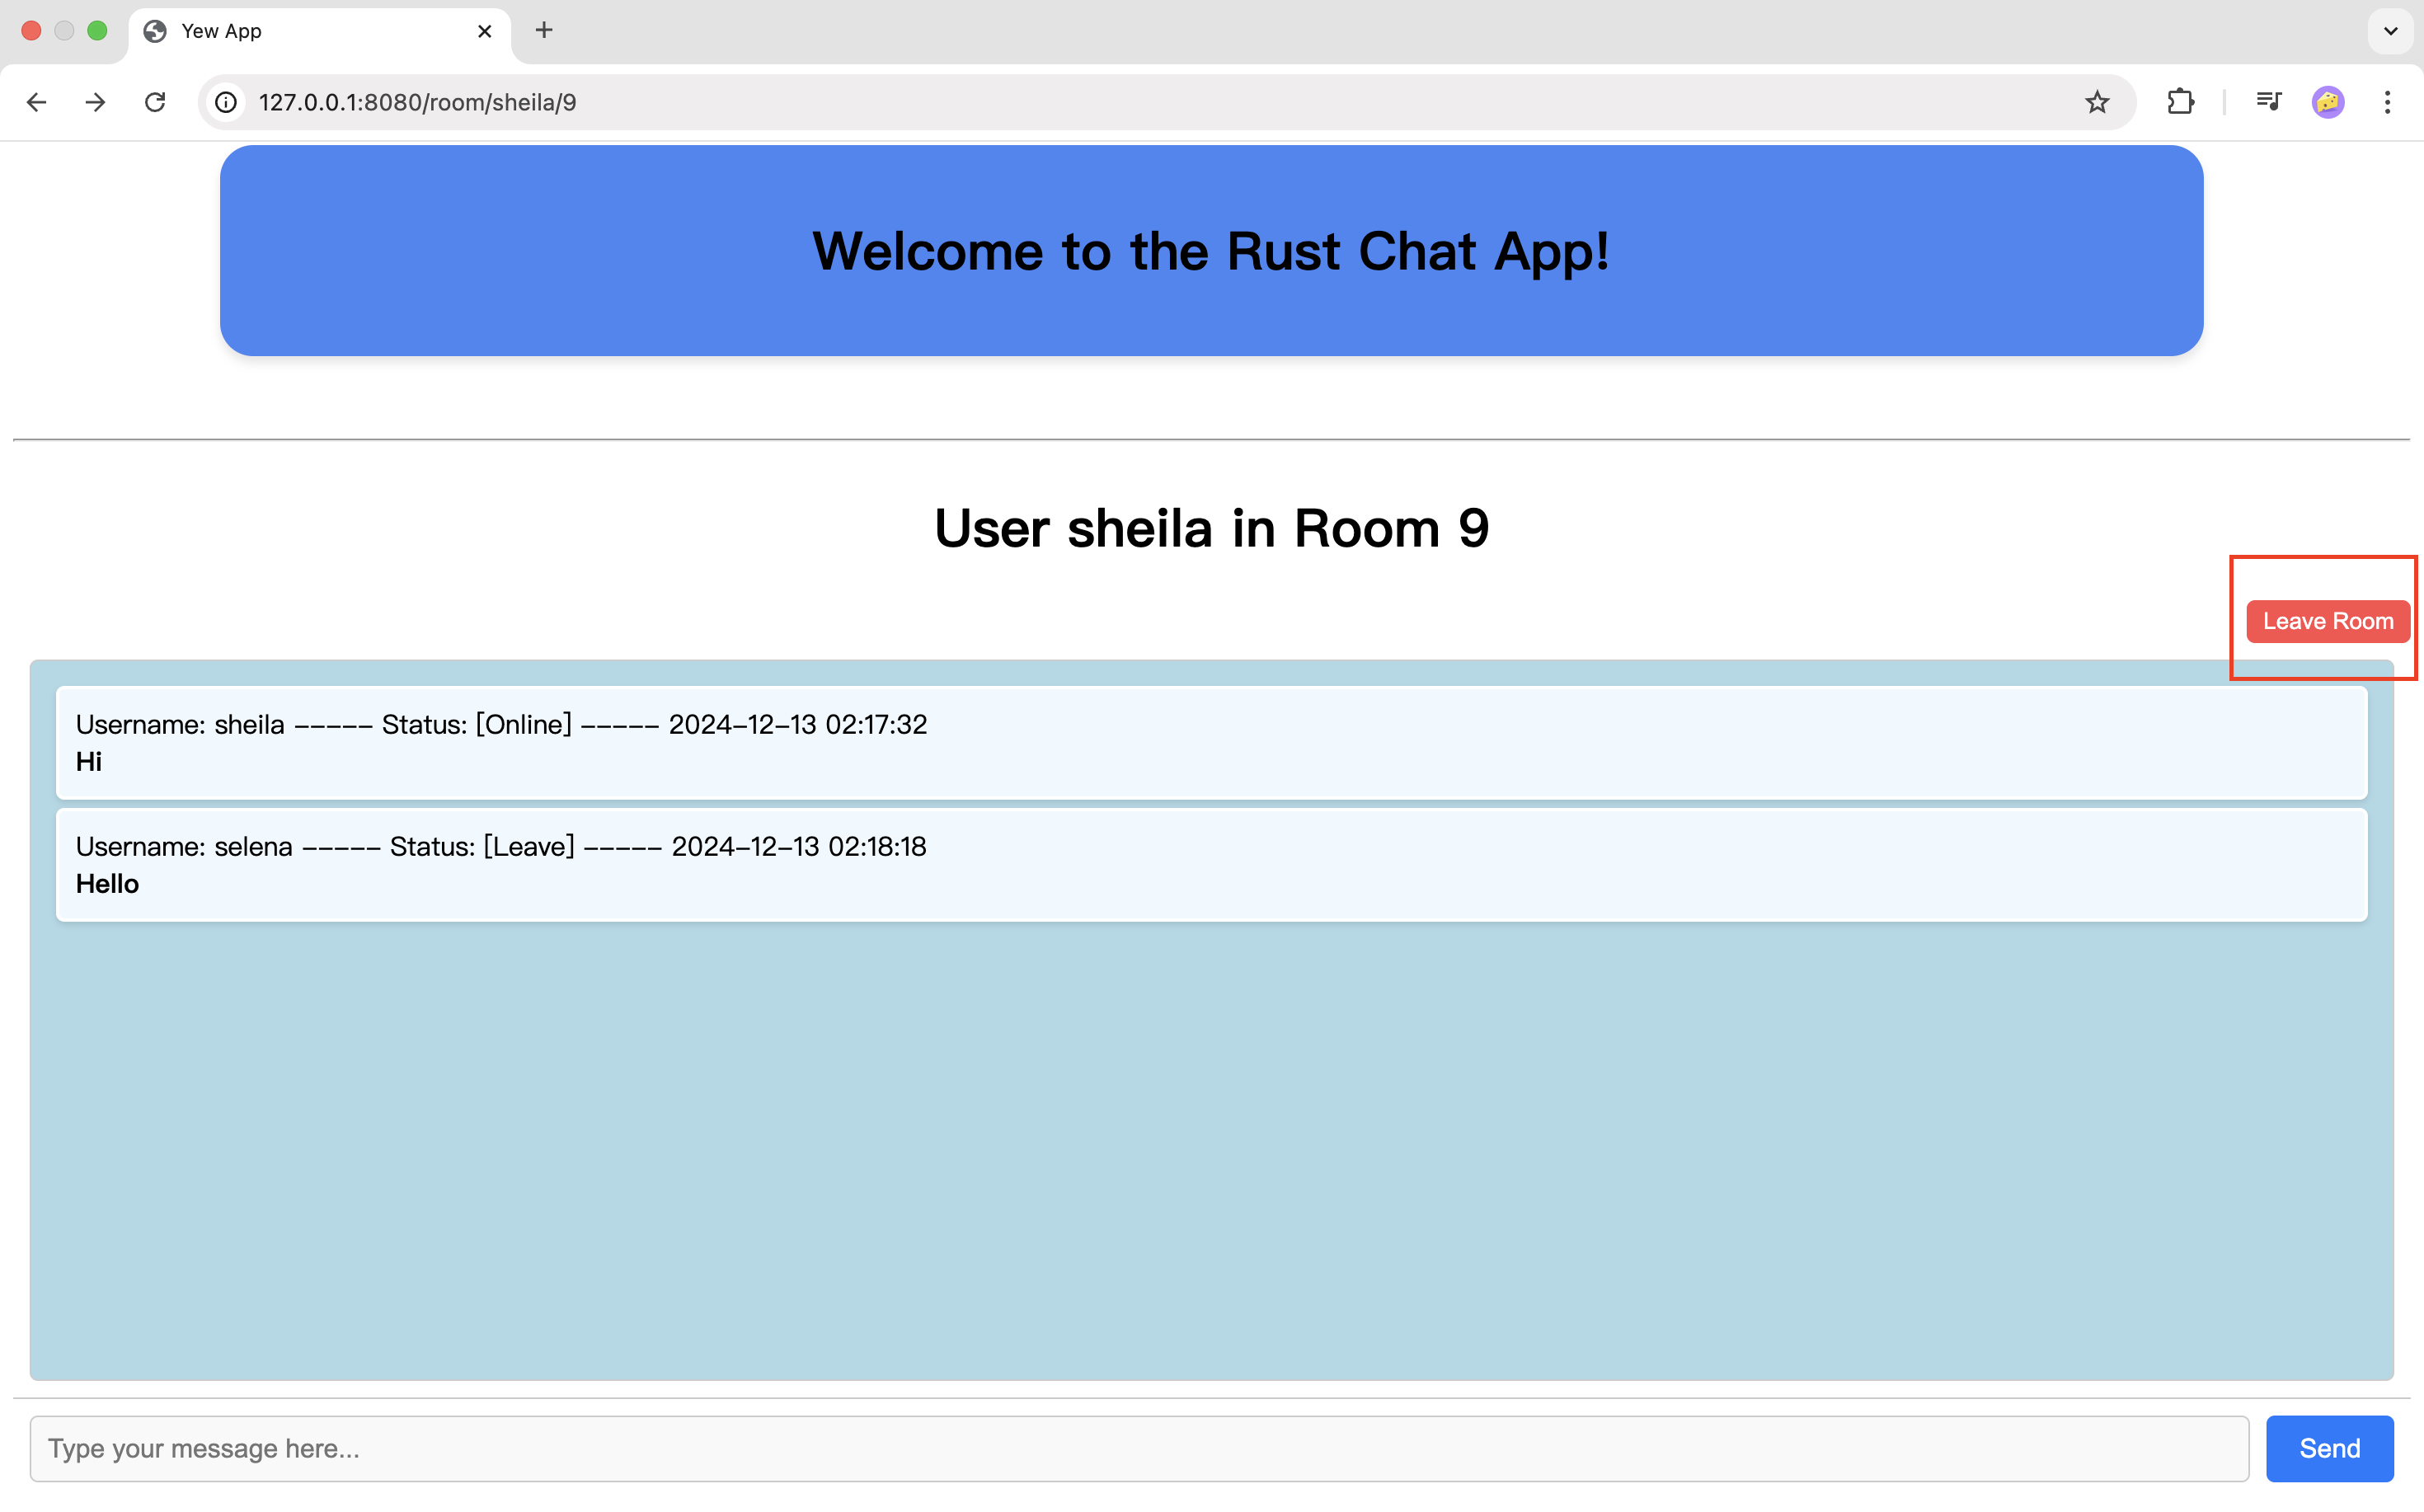 Yew App
127.0.0.1:8080/room/sheila/9
Welcome to the Rust Chat App!
User sheila in Room 9
Leave Room
Username: sheila ----- Status: [Online] ----- 2024-12-13 02:17:32
Hi
Username: selena ----- Status: [Leave] ----- 2024-12-13 02:18:18
Hello
Type your message here...
Send